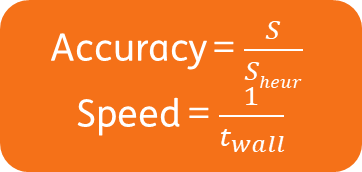 Accuracy = S / S_heur
Speed = 1 / t_wall